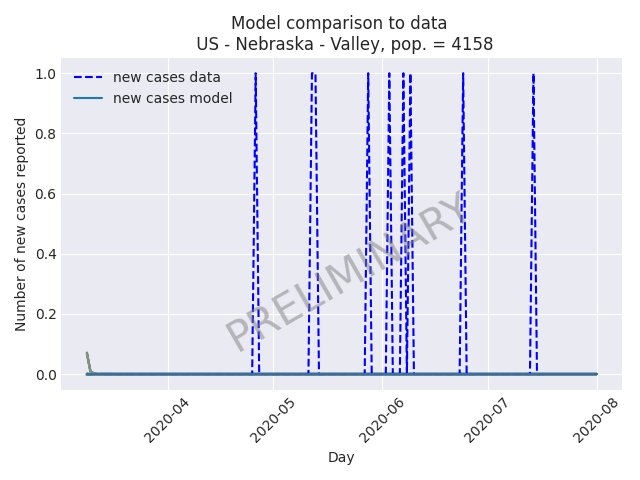 Model comparison to data
US - Nebraska - Valley, pop. = 4158
new cases data
new cases model
1.0
0.8
0.6
0.4
0.2
0.0
Number of new cases reported
PRELIMINARY
2020-04
2020-05
2020-06
2020-07
2020-08
Day